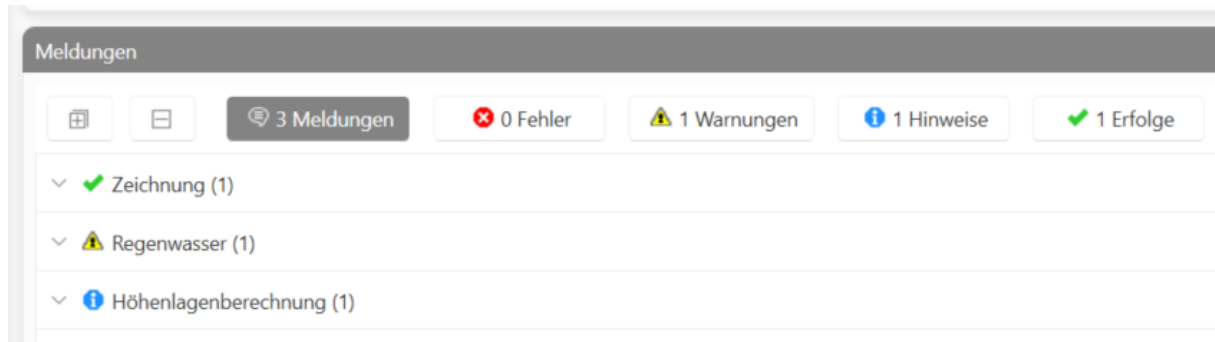 Meldungen
3 Meldungen 0 Fehler 1 Warnungen 1 Hinweise 1 Erfolge
Zeichnung (1)
Regenwasser (1)
Höhenlagenberechnung (1)